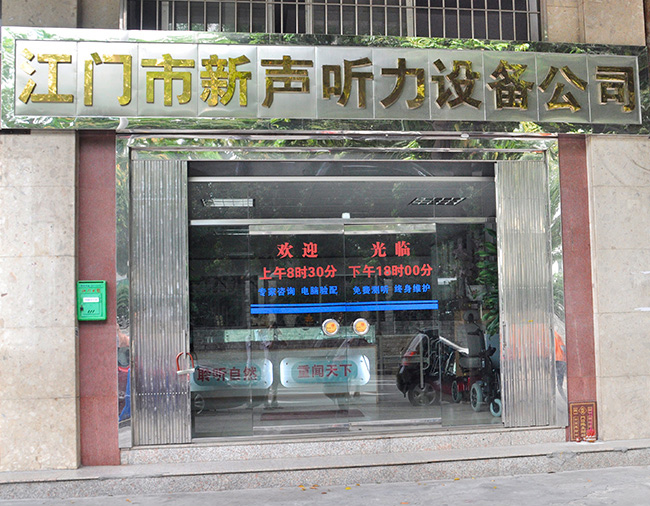 江门市新声听力设备公司
欢迎 光临
上午8时30分 下午18时00分
专家咨询 电脑验配 免费测听 终身维护
聆听自然 重闻天下